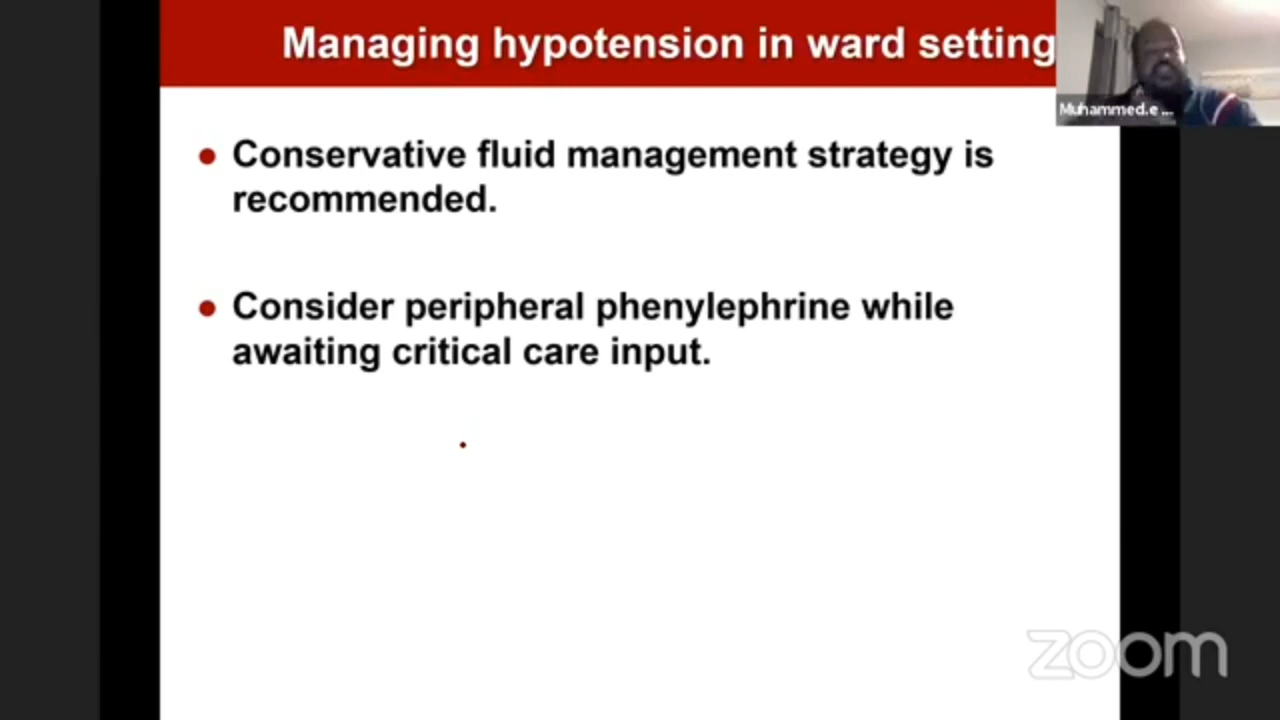 Managing hypotension in ward setting
Muhammed.e ...
• Conservative fluid management strategy is
recommended.
• Consider peripheral phenylephrine while
awaiting critical care input.
zoom